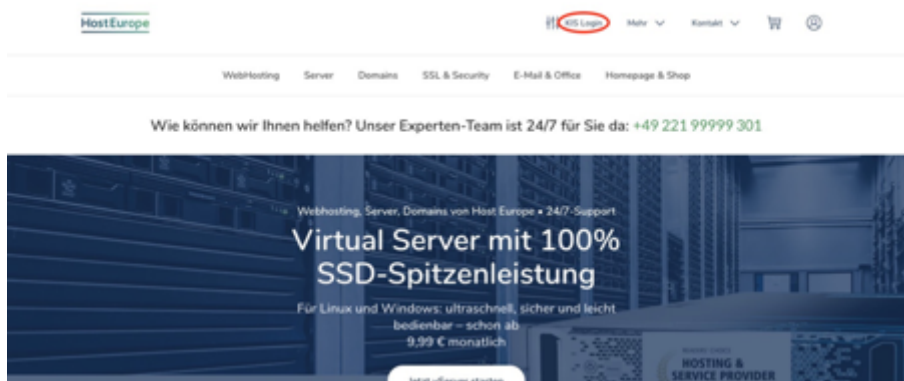 HostEurope
KIS Login Mehr Kontakt
WebHosting Server Domains SSL & Security E-Mail & Office Homepage & Shop
Wie können wir Ihnen helfen? Unser Experten-Team ist 24/7 für Sie da: +49 221 99999 301
Webhosting, Server, Domains von Host Europe • 24/7-Support
Virtual Server mit 100%
SSD-Spitzenleistung
Für Linux und Windows: ultraschnell, sicher und leicht
bedienbar – schon ab
9,99 € monatlich
Jetzt vServer starten
HOSTING &
SERVICE PROVIDER